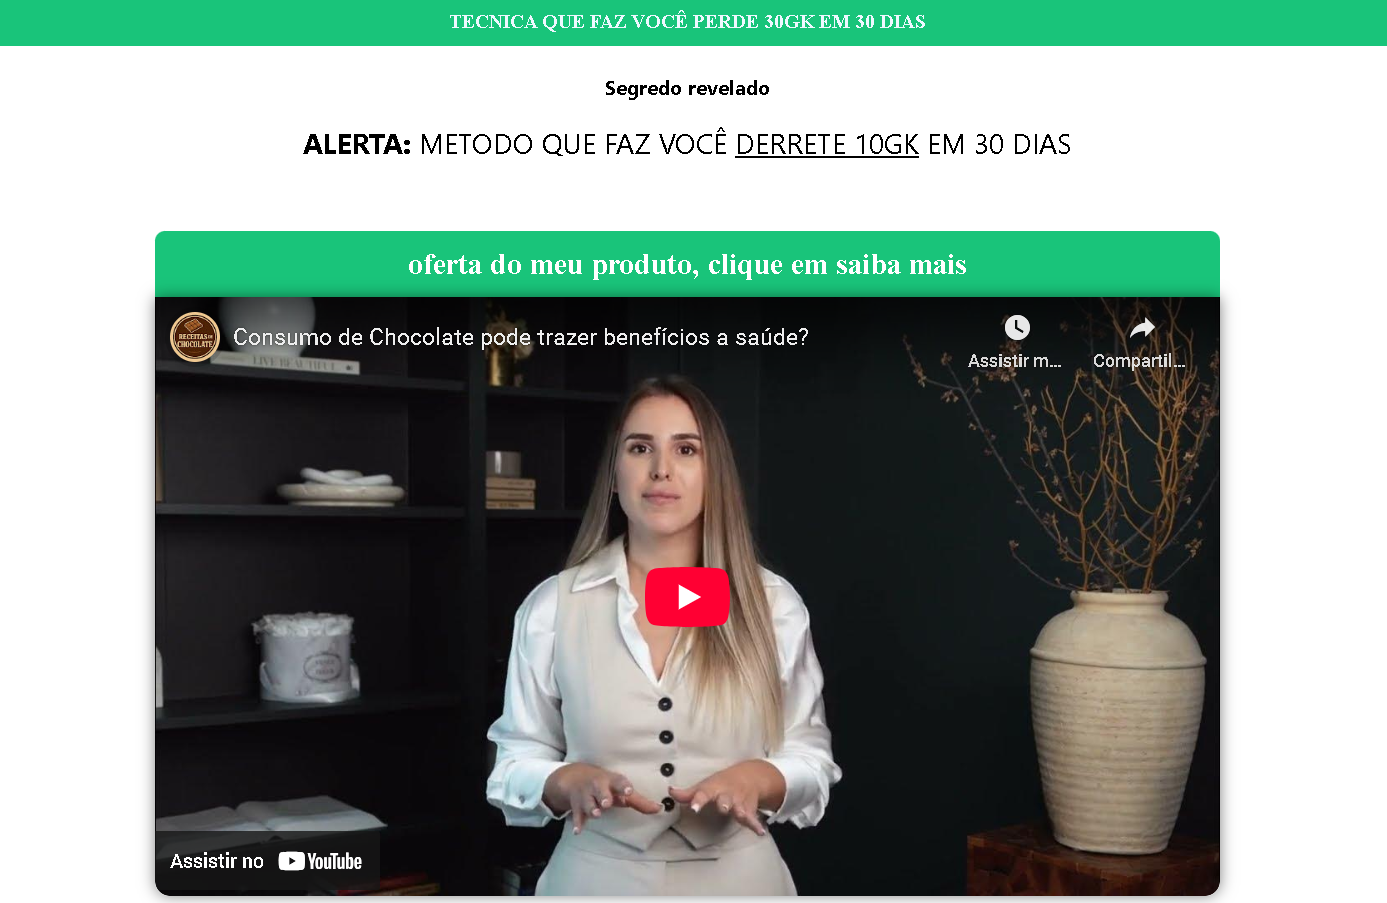 TECNICA QUE FAZ VOCÊ PERDE 30GK EM 30 DIAS
Segredo revelado
ALERTA: METODO QUE FAZ VOCÊ DERRETE 10GK EM 30 DIAS
oferta do meu produto, clique em saiba mais
RECEITAS DE
CHOCOLATE
Consumo de Chocolate pode trazer benefícios a saúde?
Assistir m...
Compartil...
LIVE BEAUTIFUL
Assistir no YouTube